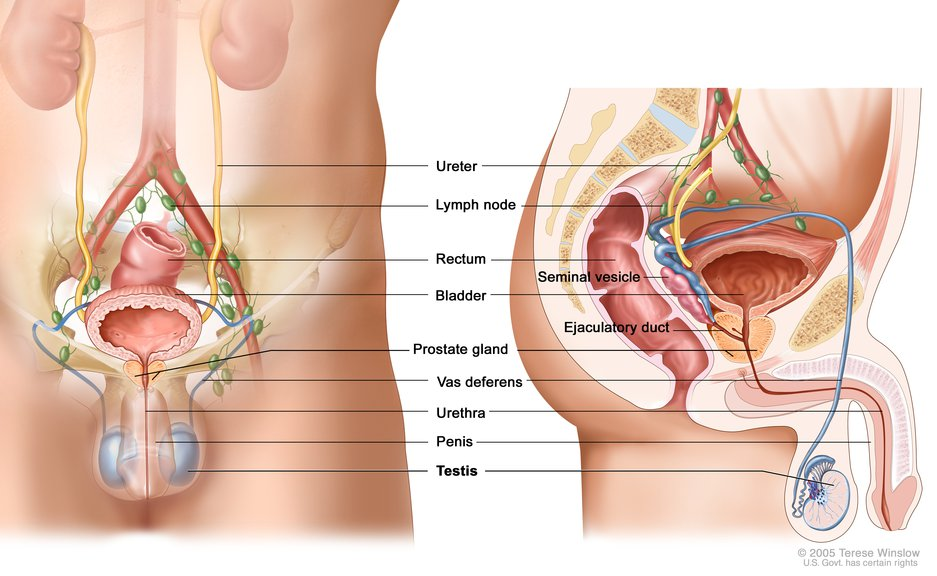 Ureter
Lymph node
Rectum
Seminal vesicle
Bladder
Ejaculatory duct
Prostate gland
Vas deferens
Urethra
Penis
Testis
© 2005 Terese Winslow
U.S. Govt. has certain rights